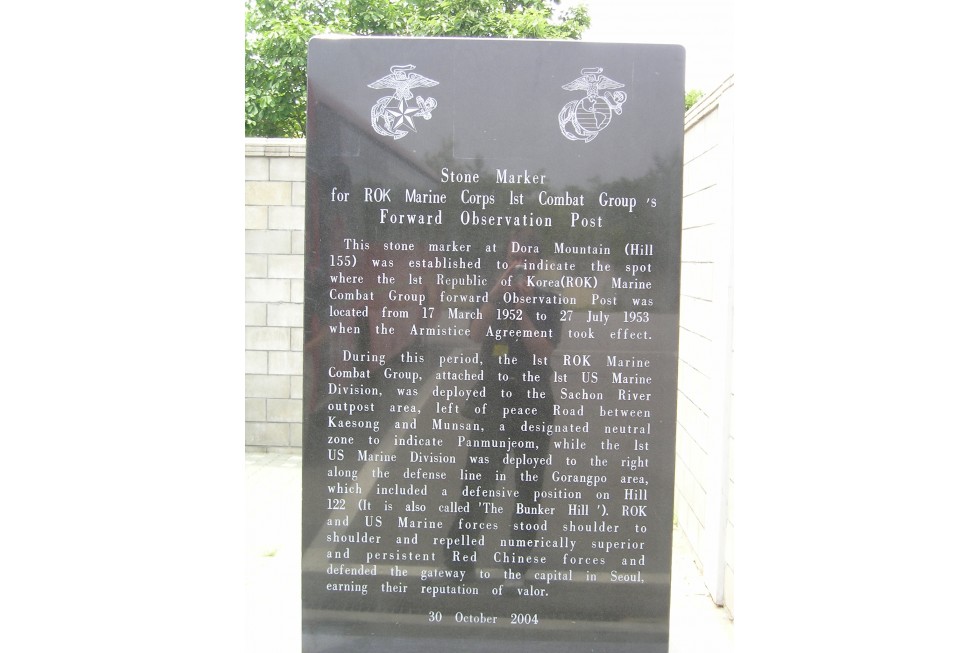 Stone Marker
for ROK Marine Corps 1st Combat Group 's
Forward Observation Post
This stone marker at Dora Mountain (Hill
155) was established to indicate the spot
where the 1st Republic of Korea(ROK) Marine
Combat Group forward Observation Post was
located from 17 March 1952 to 27 July 1953
when the Armistice Agreement took effect.
During this period, the 1st ROK Marine
Combat Group, attached to the 1st US Marine
Division, was deployed to the Sachon River
outpost area, left of peace Road between
Kaesong and Munsan, a designated neutral
zone to indicate Panmunjeom, while the 1st
US Marine Division was deployed to the right
along the defense line in the Gorangpo area,
which included a defensive position on Hill
122 (It is also called 'The Bunker Hill '). ROK
and US Marine forces stood shoulder to
shoulder and repelled numerically superior
and persistent Red Chinese forces and
defended the gateway to the capital in Seoul,
earning their reputation of valor.
30 October 2004